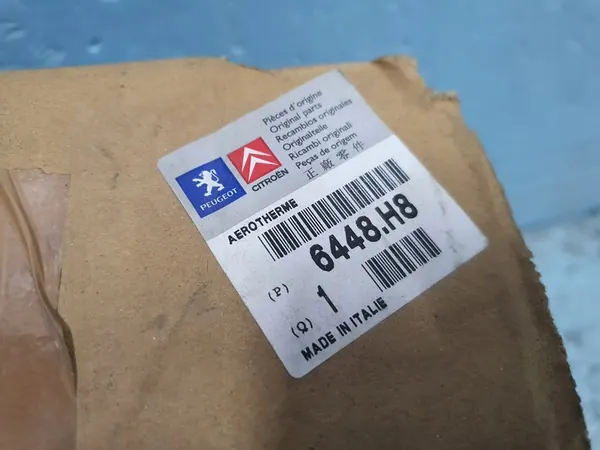 Pièces d'origine
Original parts
Recambios originales
Originalteile
Ricambi originali
Peças de origem
正廠零件
PEUGEOT
CITROËN
AEROTHERME
(P) 6448.H8
(Q) 1
MADE IN ITALIE